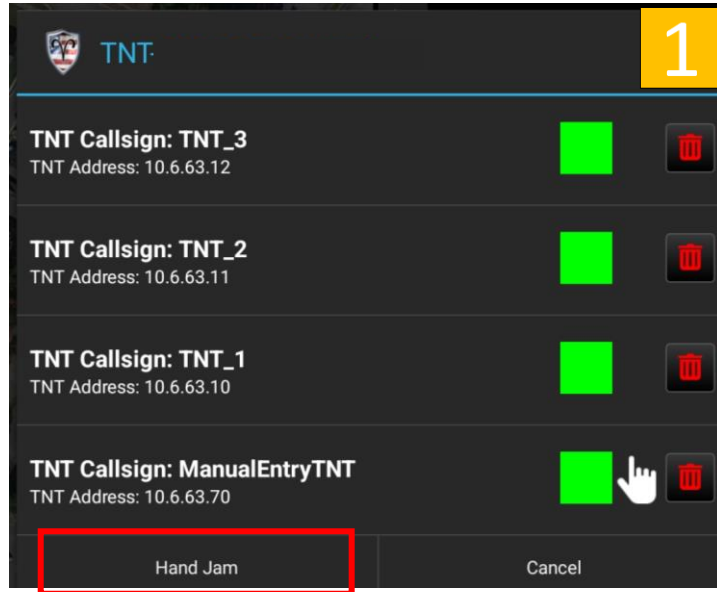 TNT
1
TNT Callsign: TNT_3
TNT Address: 10.6.63.12
TNT Callsign: TNT_2
TNT Address: 10.6.63.11
TNT Callsign: TNT_1
TNT Address: 10.6.63.10
TNT Callsign: ManualEntryTNT
TNT Address: 10.6.63.70
Hand Jam
Cancel